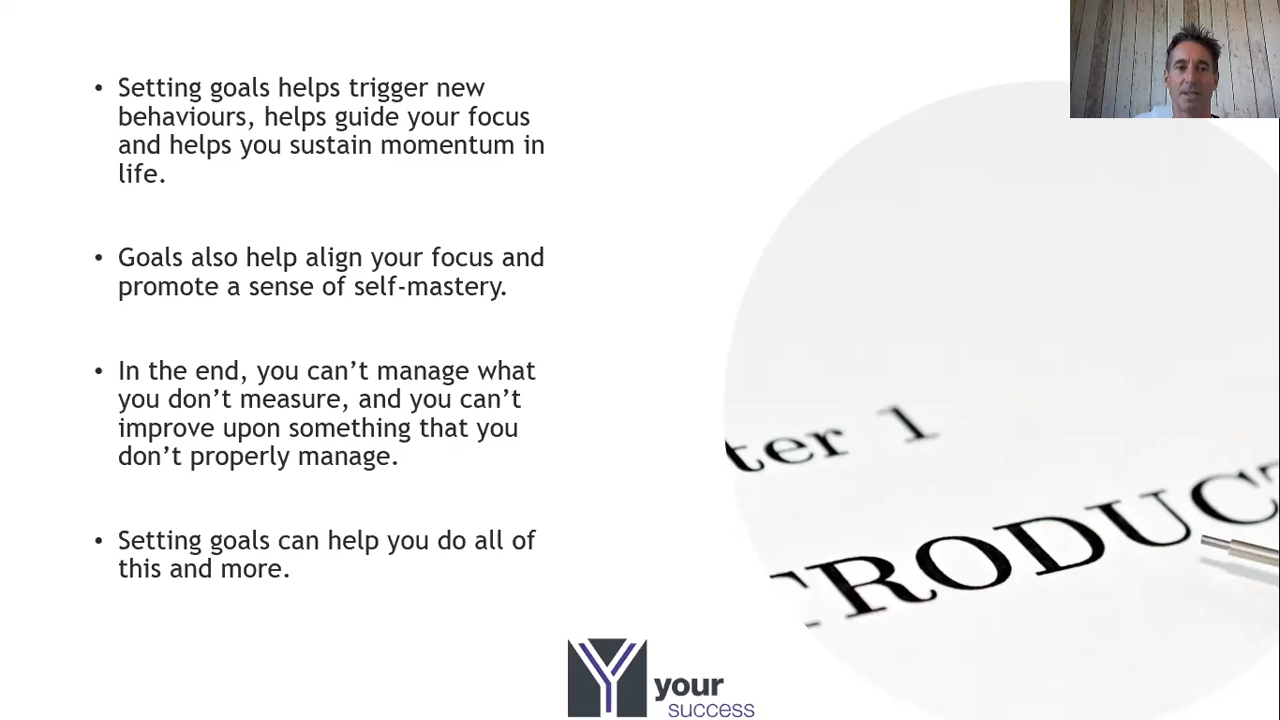 • Setting goals helps trigger new
behaviours, helps guide your focus
and helps you sustain momentum in
life.
• Goals also help align your focus and
promote a sense of self-mastery.
• In the end, you can’t manage what
you don’t measure, and you can’t
improve upon something that you
don’t properly manage.
• Setting goals can help you do all of
this and more.
ter 1
RODUC
Y your
success